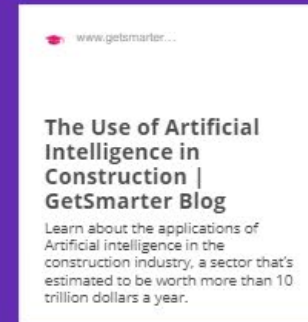 www.getsmarter...
The Use of Artificial
Intelligence in
Construction |
GetSmarter Blog
Learn about the applications of
Artificial intelligence in the
construction industry, a sector that's
estimated to be worth more than 10
trillion dollars a year.